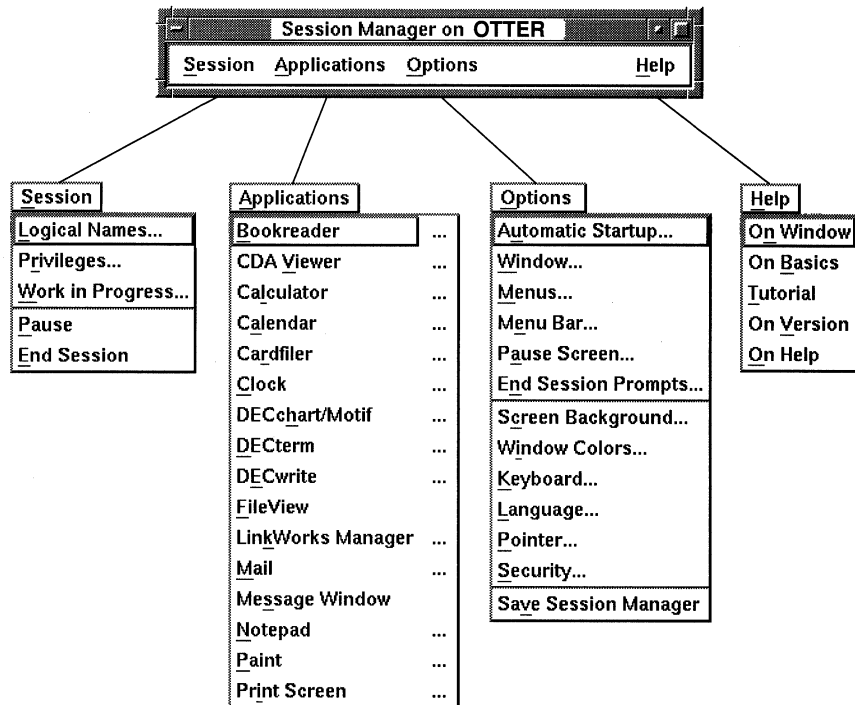 Session Manager on OTTER
Session Applications Options Help
Session
Logical Names...
Privileges...
Work in Progress...
Pause
End Session
Applications
Bookreader ...
CDA Viewer ...
Calculator ...
Calendar ...
Cardfiler ...
Clock ...
DECchart/Motif ...
DECterm ...
DECwrite ...
FileView
LinkWorks Manager ...
Mail ...
Message Window
Notepad ...
Paint ...
Print Screen ...
Options
Automatic Startup...
Window...
Menus...
Menu Bar...
Pause Screen...
End Session Prompts...
Screen Background...
Window Colors...
Keyboard...
Language...
Pointer...
Security...
Save Session Manager
Help
On Window
On Basics
Tutorial
On Version
On Help